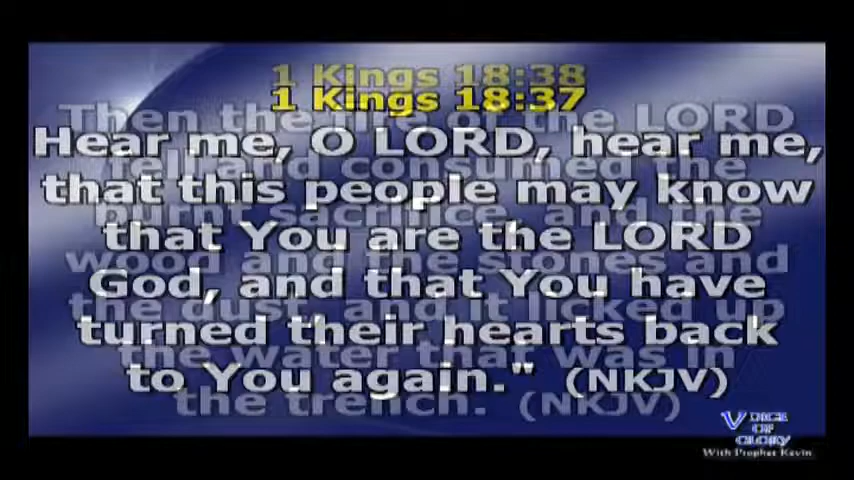 1 Kings 18:38
1 Kings 18:37
Then the fire of the LORD
Hear me, O LORD, hear me,
fell and consumed the
that this people may know
burnt sacrifice, and the
that You are the LORD
wood and the stones and
God, and that You have
the dust, and it licked up
turned their hearts back
the water that was in
to You again." (NKJV)
the trench. (NKJV)
VOICE
OF
GLORY
With Prophet Kevin